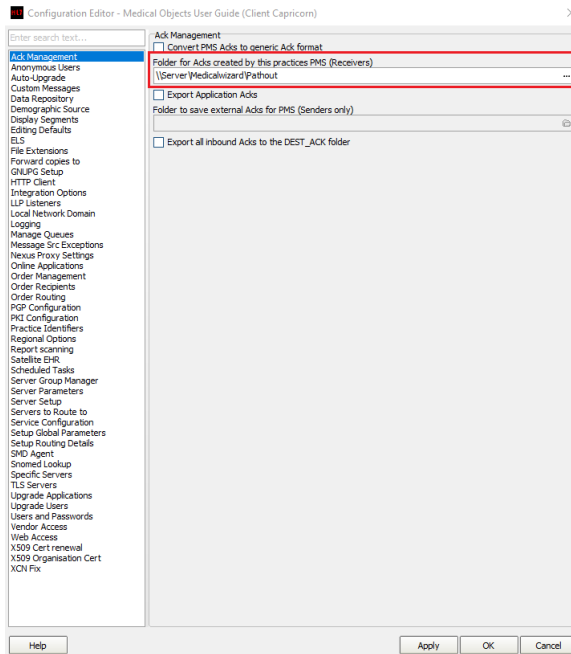 Configuration Editor - Medical Objects User Guide (Client Capricorn)
Enter search text...
Ack Management
Anonymous Users
Auto-Upgrade
Custom Messages
Data Repository
Demographic Source
Display Segments
Editing Defaults
ELS
File Extensions
Forward copies to
GNUPG Setup
HTTP Client
Integration Options
LLP Listeners
Local Network Domain
Logging
Manage Queues
Message Src Exceptions
Nexus Proxy Settings
Online Applications
Order Management
Order Recipients
Order Routing
PGP Configuration
PKI Configuration
Practice Identifiers
Regional Options
Report scanning
Satellite EHR
Scheduled Tasks
Server Group Manager
Server Parameters
Server Setup
Servers to Route to
Service Configuration
Setup Global Parameters
Setup Routing Details
SMD Agent
Snomed Lookup
Specific Servers
TLS Servers
Upgrade Applications
Upgrade Users
Users and Passwords
Vendor Access
Web Access
X509 Cert renewal
X509 Organisation Cert
XCN Fix
Ack Management
Convert PMS Acks to generic Ack format
Folder for Acks created by this practices PMS (Receivers)
\\Server\Medicalwizard\Pathout
...
Export Application Acks
Folder to save external Acks for PMS (Senders only)
Export all inbound Acks to the DEST_ACK folder
Help
Apply
OK
Cancel